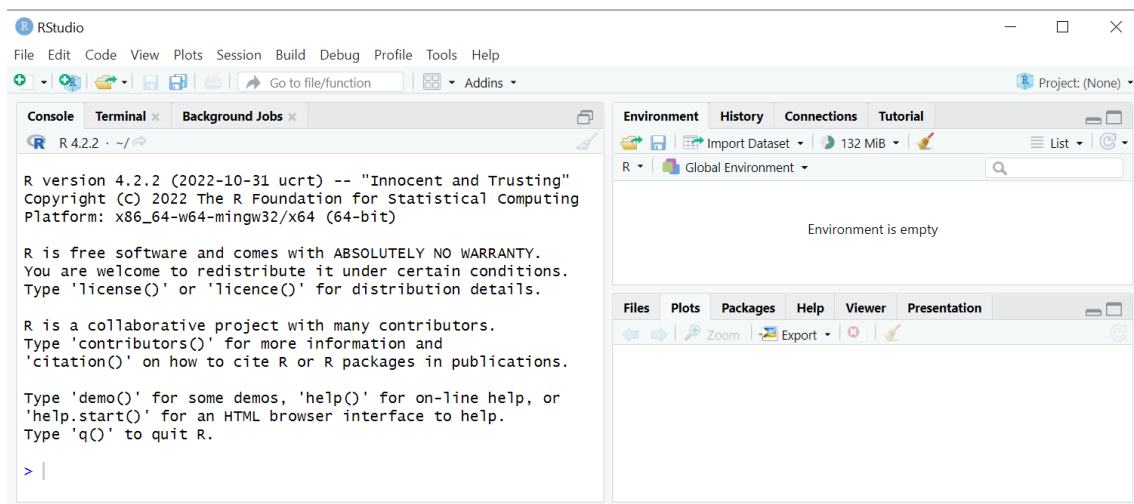 R RStudio
File Edit Code View Plots Session Build Debug Profile Tools Help
Go to file/function Addins Project: (None)
Console Terminal Background Jobs
R R 4.2.2 · ~/
R version 4.2.2 (2022-10-31 ucrt) -- "Innocent and Trusting"
Copyright (C) 2022 The R Foundation for Statistical Computing
Platform: x86_64-w64-mingw32/x64 (64-bit)
R is free software and comes with ABSOLUTELY NO WARRANTY.
You are welcome to redistribute it under certain conditions.
Type 'license()' or 'licence()' for distribution details.
R is a collaborative project with many contributors.
Type 'contributors()' for more information and
'citation()' on how to cite R or R packages in publications.
Type 'demo()' for some demos, 'help()' for on-line help, or
'help.start()' for an HTML browser interface to help.
Type 'q()' to quit R.
>
Environment History Connections Tutorial
Import Dataset 132 MiB List
R Global Environment
Environment is empty
Files Plots Packages Help Viewer Presentation
Zoom Export